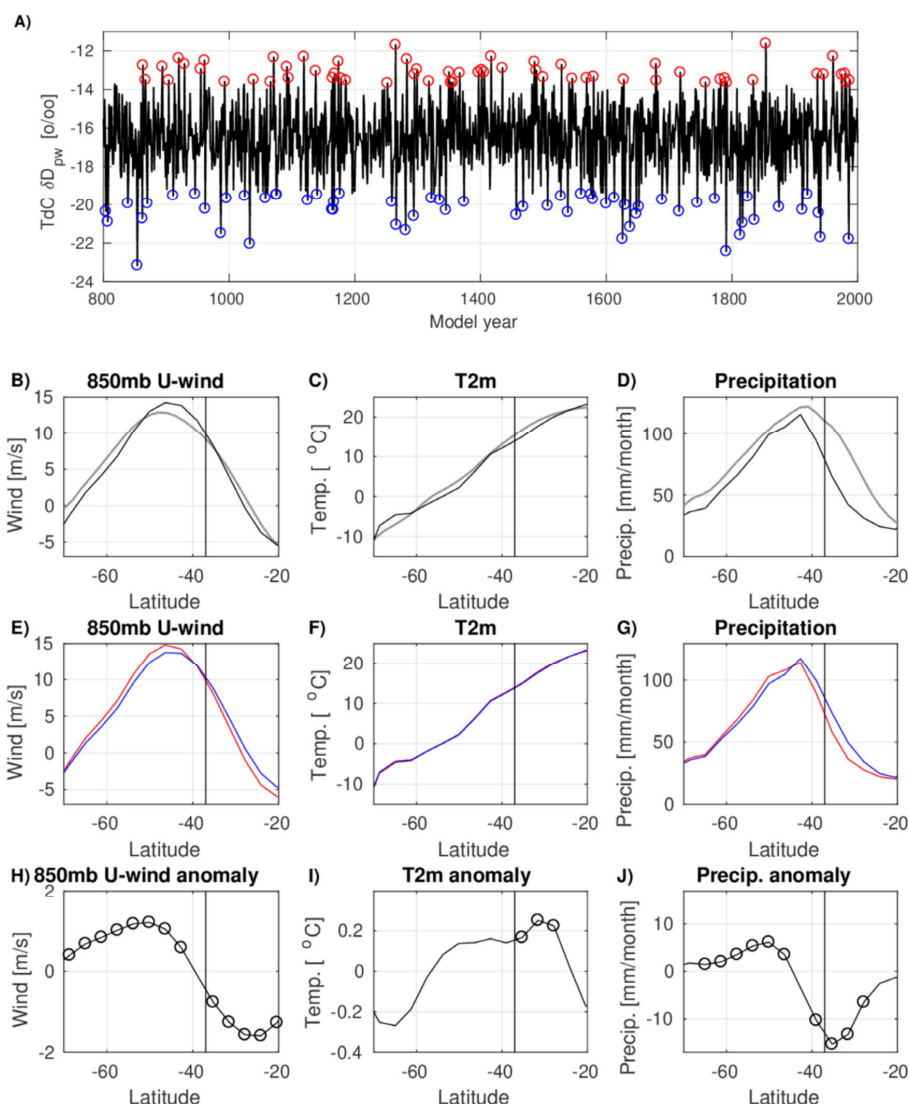 A)
TdC δD_pw [o/oo]
-12
-14
-16
-18
-20
-22
-24
800
1000
1200
1400
1600
1800
2000
Model year
B)
850mb U-wind
C)
T2m
D)
Precipitation
Wind [m/s]
15
10
5
0
-5
Temp. [ °C]
20
10
0
-10
Precip. [mm/month]
100
50
0
-60 -40 -20
-60 -40 -20
-60 -40 -20
Latitude
Latitude
Latitude
E)
850mb U-wind
F)
T2m
G)
Precipitation
Wind [m/s]
15
10
5
0
-5
Temp. [ °C]
20
10
0
-10
Precip. [mm/month]
100
50
0
-60 -40 -20
-60 -40 -20
-60 -40 -20
Latitude
Latitude
Latitude
H)
850mb U-wind anomaly
I)
T2m anomaly
J)
Precip. anomaly
Wind [m/s]
2
0
-2
Temp. [ °C]
0.2
0
-0.2
-0.4
Precip. [mm/month]
10
0
-10
-60 -40 -20
-60 -40 -20
-60 -40 -20
Latitude
Latitude
Latitude